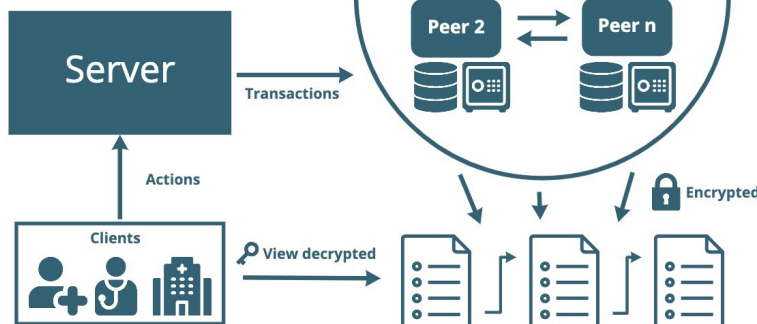 Peer 2
Peer n
Server
Transactions
Actions
Encrypted
Clients
View decrypted